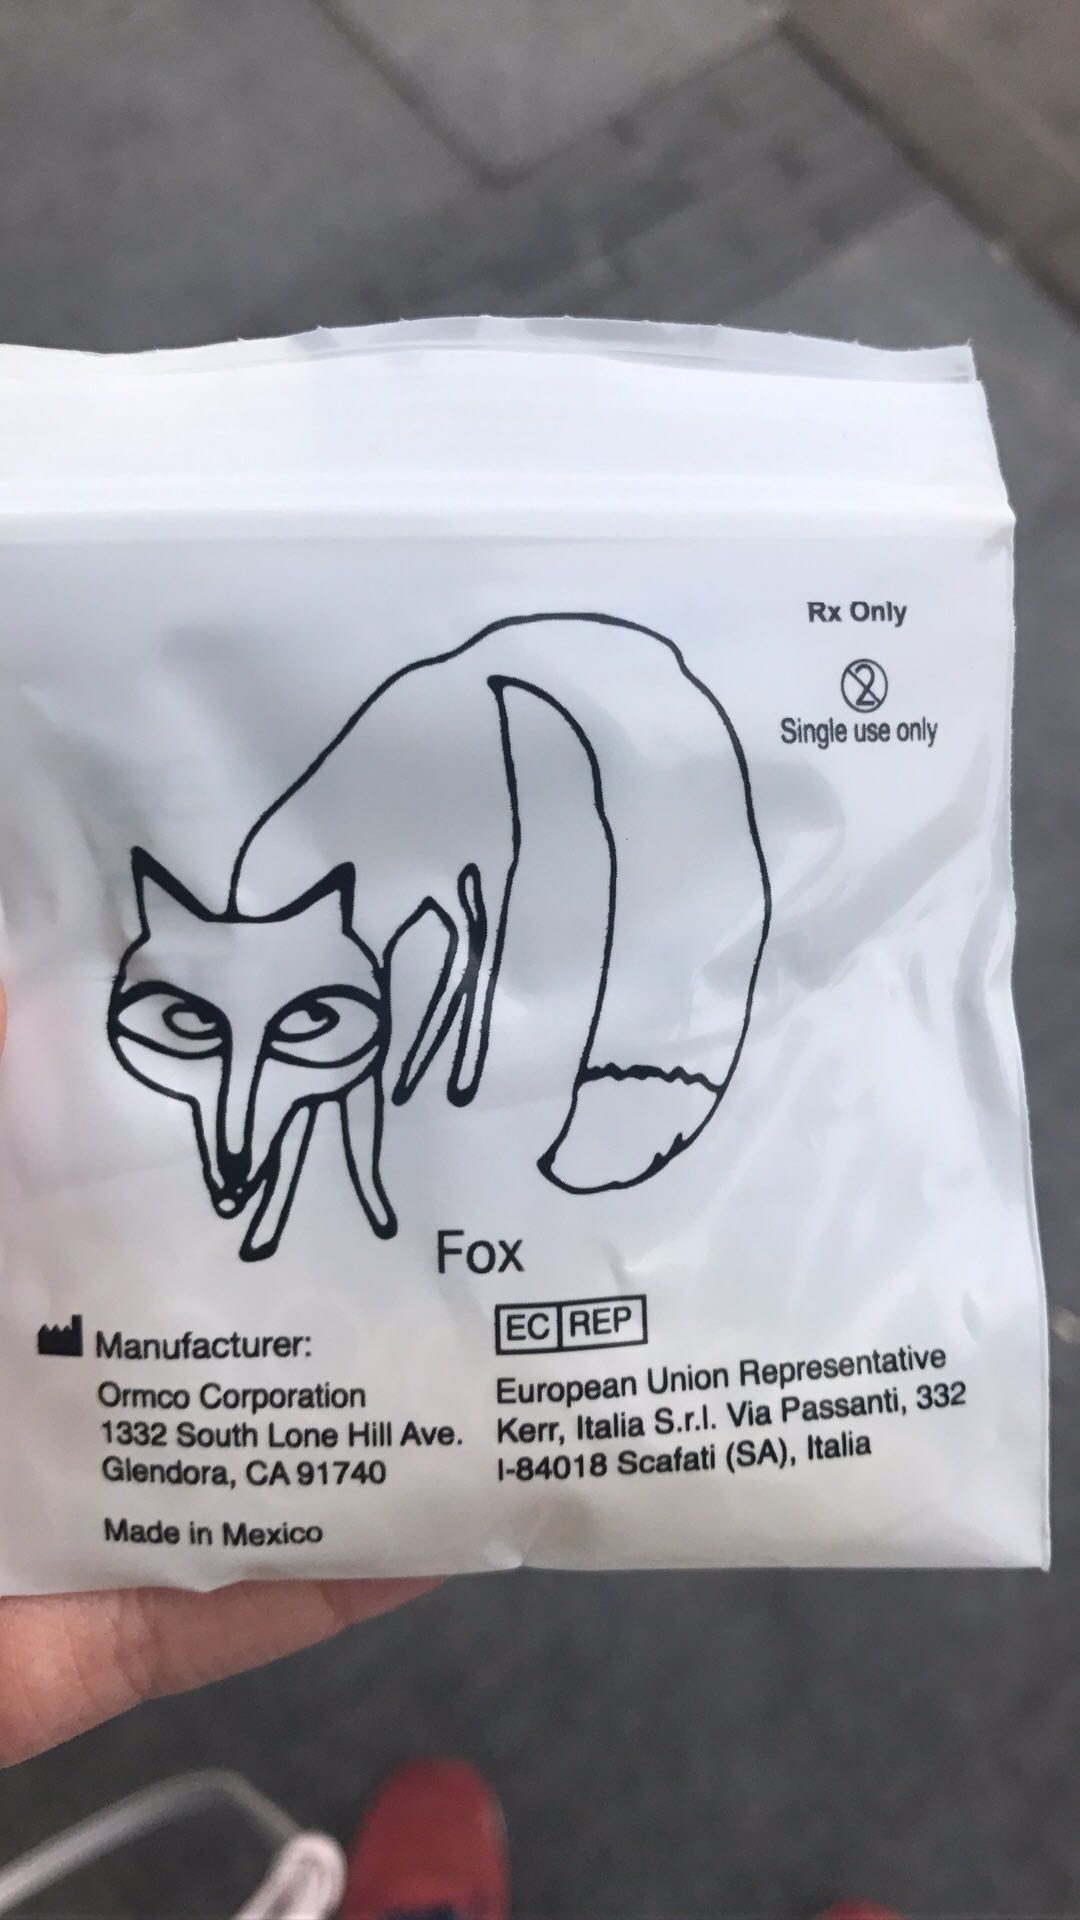 Rx Only
2
Single use only
Fox
Manufacturer:
Ormco Corporation
1332 South Lone Hill Ave.
Glendora, CA 91740
Made in Mexico
EC REP
European Union Representative
Kerr, Italia S.r.l. Via Passanti, 332
I-84018 Scafati (SA), Italia